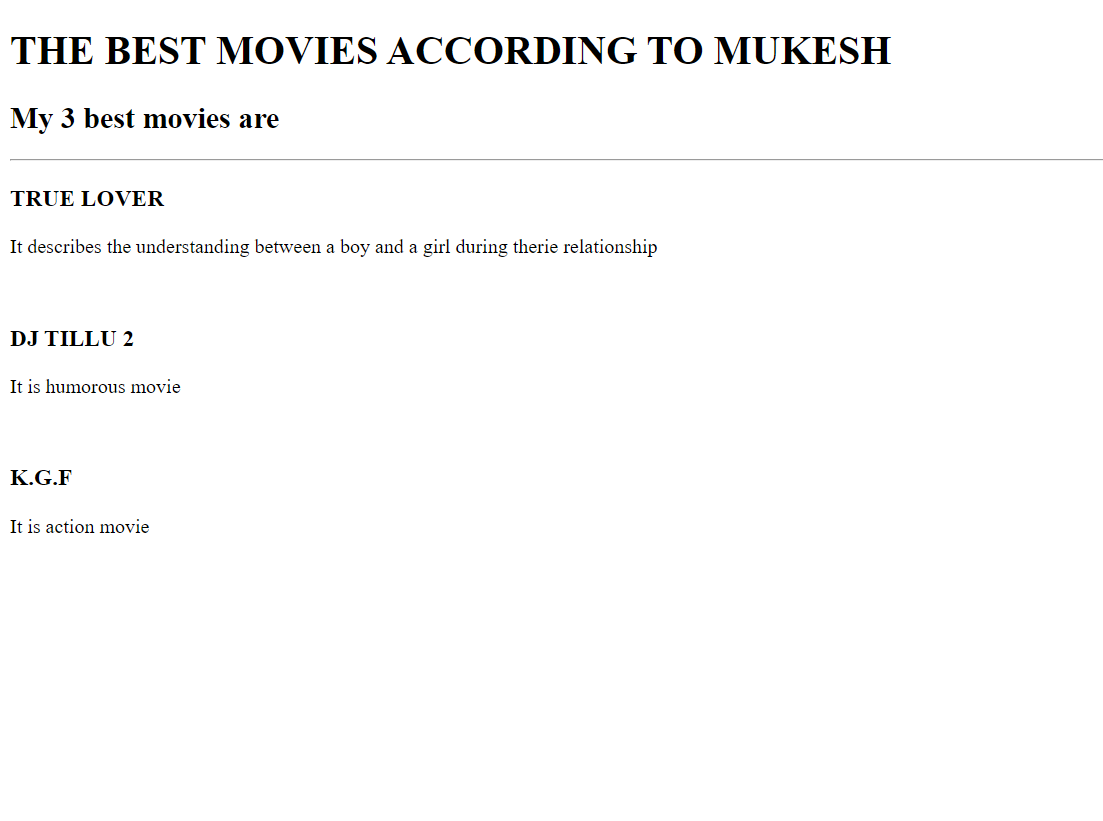 THE BEST MOVIES ACCORDING TO MUKESH
My 3 best movies are
TRUE LOVER
It describes the understanding between a boy and a girl during therie relationship
DJ TILLU 2
It is humorous movie
K.G.F
It is action movie